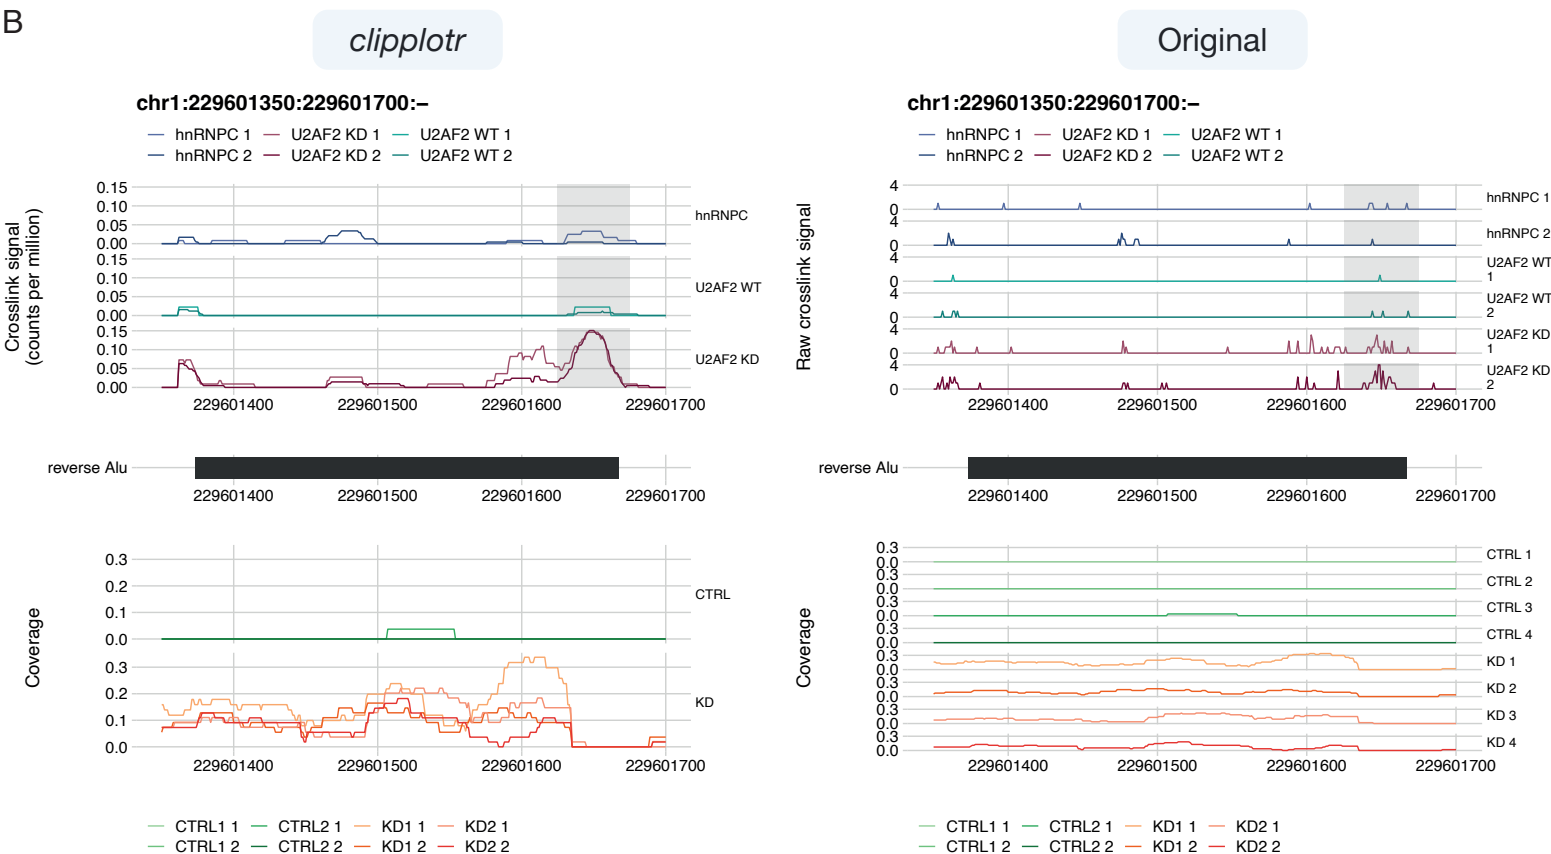 B
clipplotr
chr1:229601350:229601700:–
hnRNPC 1 U2AF2 KD 1 U2AF2 WT 1
hnRNPC 2 U2AF2 KD 2 U2AF2 WT 2
Crosslink signal
(counts per million)
0.15
0.10
0.05
0.00
hnRNPC
0.15
0.10
0.05
0.00
U2AF2 WT
0.15
0.10
0.05
0.00
U2AF2 KD
229601400 229601500 229601600 229601700
reverse Alu
229601400 229601500 229601600 229601700
Coverage
0.3
0.2
0.1
0.0
CTRL
0.3
0.2
0.1
0.0
KD
229601400 229601500 229601600 229601700
CTRL1 1 CTRL2 1 KD1 1 KD2 1
CTRL1 2 CTRL2 2 KD1 2 KD2 2
Original
chr1:229601350:229601700:–
hnRNPC 1 U2AF2 KD 1 U2AF2 WT 1
hnRNPC 2 U2AF2 KD 2 U2AF2 WT 2
Raw crosslink signal
4
0
hnRNPC 1
4
0
hnRNPC 2
4
0
U2AF2 WT
1
4
0
U2AF2 WT
2
4
0
U2AF2 KD
1
4
0
U2AF2 KD
2
229601400 229601500 229601600 229601700
reverse Alu
229601400 229601500 229601600 229601700
Coverage
0.3
0.0
CTRL 1
0.3
0.0
CTRL 2
0.3
0.0
CTRL 3
0.3
0.0
CTRL 4
0.3
0.0
KD 1
0.3
0.0
KD 2
0.3
0.0
KD 3
0.3
0.0
KD 4
229601400 229601500 229601600 229601700
CTRL1 1 CTRL2 1 KD1 1 KD2 1
CTRL1 2 CTRL2 2 KD1 2 KD2 2